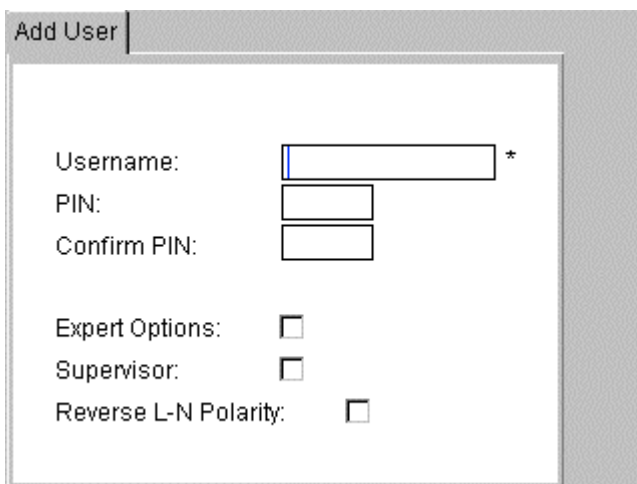 Add User
Username: *
PIN:
Confirm PIN:
Expert Options:
Supervisor:
Reverse L-N Polarity: